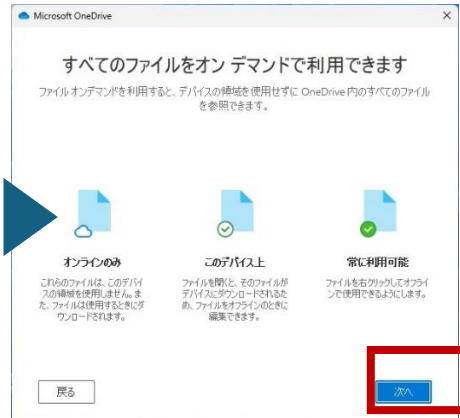 Microsoft OneDrive
すべてのファイルをオン デマンドで利用できます
ファイル オンデマンドを利用すると、デバイスの領域を使用せずに OneDrive 内のすべてのファイル
を参照できます。
オンラインのみ
これらのファイルは、このデバイ
スの領域を使用しません。ま
た、ファイルは使用するときにダ
ウンロードされます。
このデバイス上
ファイルを開くと、そのファイルが
デバイスにダウンロードされるた
め、ファイルをオフラインのときに
編集できます。
常に利用可能
ファイルを右クリックしてオフライ
ンで使用できるようにします。
戻る
次へ